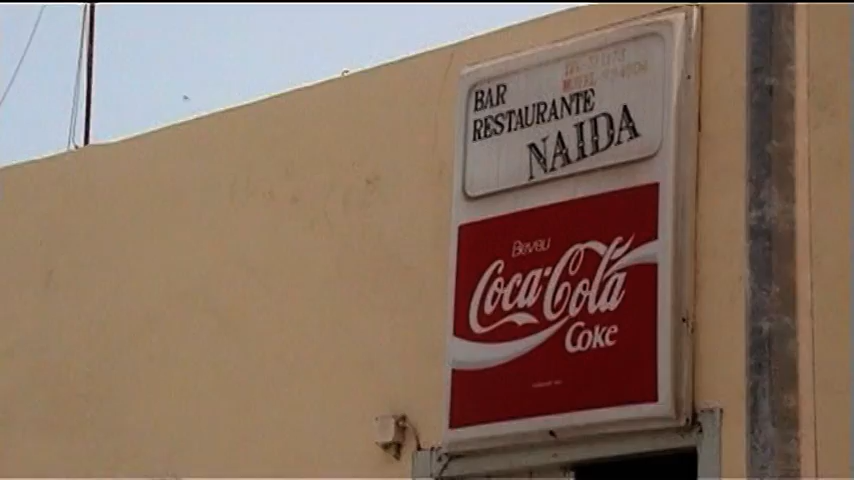 BAR
RESTAURANTE
NAIDA
Beveu
Coca-Cola
Coke